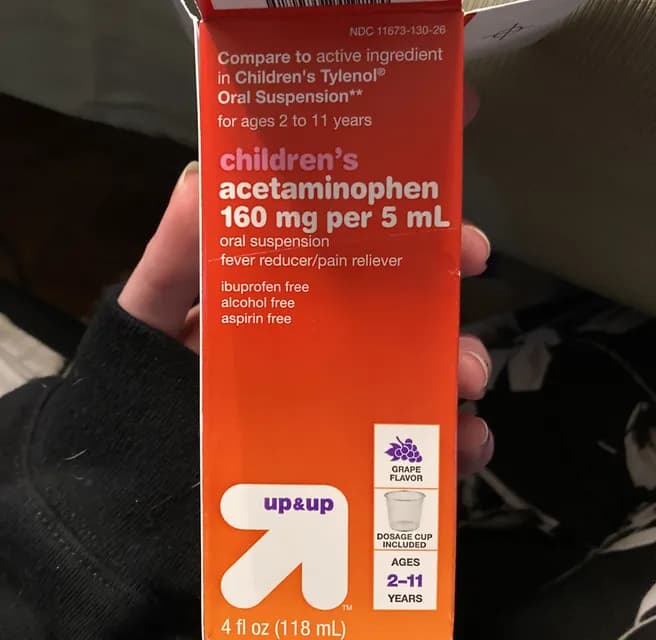 NDC 11673-130-26
Compare to active ingredient
in Children's Tylenol®
Oral Suspension**
for ages 2 to 11 years
children's
acetaminophen
160 mg per 5 mL
oral suspension
fever reducer/pain reliever
ibuprofen free
alcohol free
aspirin free
GRAPE
FLAVOR
DOSAGE CUP
INCLUDED
AGES
2–11
YEARS
up&up
TM
4 fl oz (118 mL)